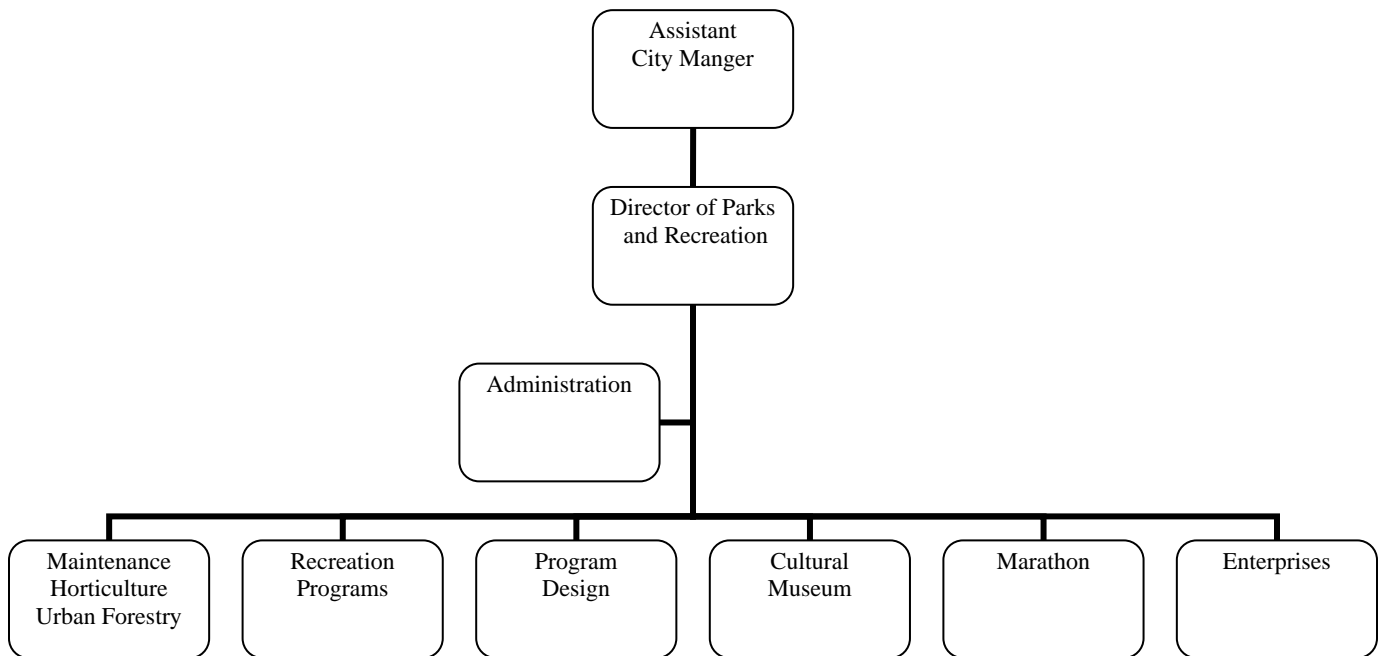 Assistant
City Manger
Director of Parks
and Recreation
Administration
Maintenance
Horticulture
Urban Forestry
Recreation
Programs
Program
Design
Cultural
Museum
Marathon
Enterprises